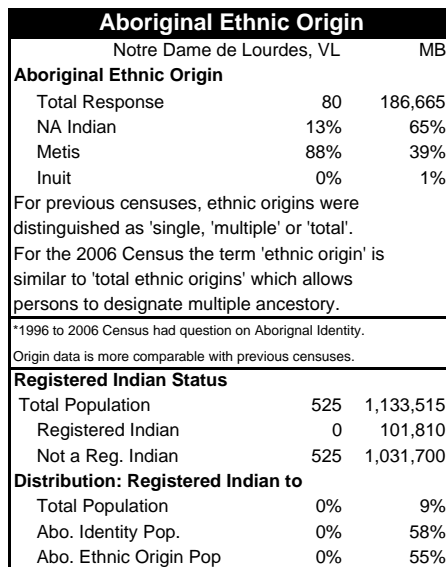 Aboriginal Ethnic Origin
Notre Dame de Lourdes, VL MB
Aboriginal Ethnic Origin
Total Response 80 186,665
NA Indian 13% 65%
Metis 88% 39%
Inuit 0% 1%
For previous censuses, ethnic origins were
distinguished as 'single, 'multiple' or 'total'.
For the 2006 Census the term 'ethnic origin' is
similar to 'total ethnic origins' which allows
persons to designate multiple ancestory.
*1996 to 2006 Census had question on Aborignal Identity.
Origin data is more comparable with previous censuses.
Registered Indian Status
Total Population 525 1,133,515
Registered Indian 0 101,810
Not a Reg. Indian 525 1,031,700
Distribution: Registered Indian to
Total Population 0% 9%
Abo. Identity Pop. 0% 58%
Abo. Ethnic Origin Pop 0% 55%